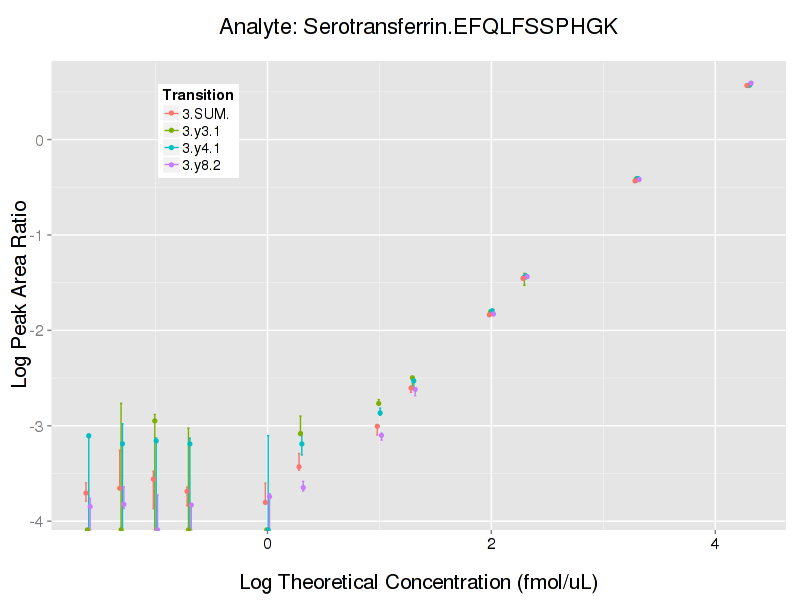 Analyte: Serotransferrin.EFQLFSSPHGK
Transition
3.SUM.
3.y3.1
3.y4.1
3.y8.2
Log Peak Area Ratio
0
-1
-2
-3
-4
0 2 4
Log Theoretical Concentration (fmol/uL)